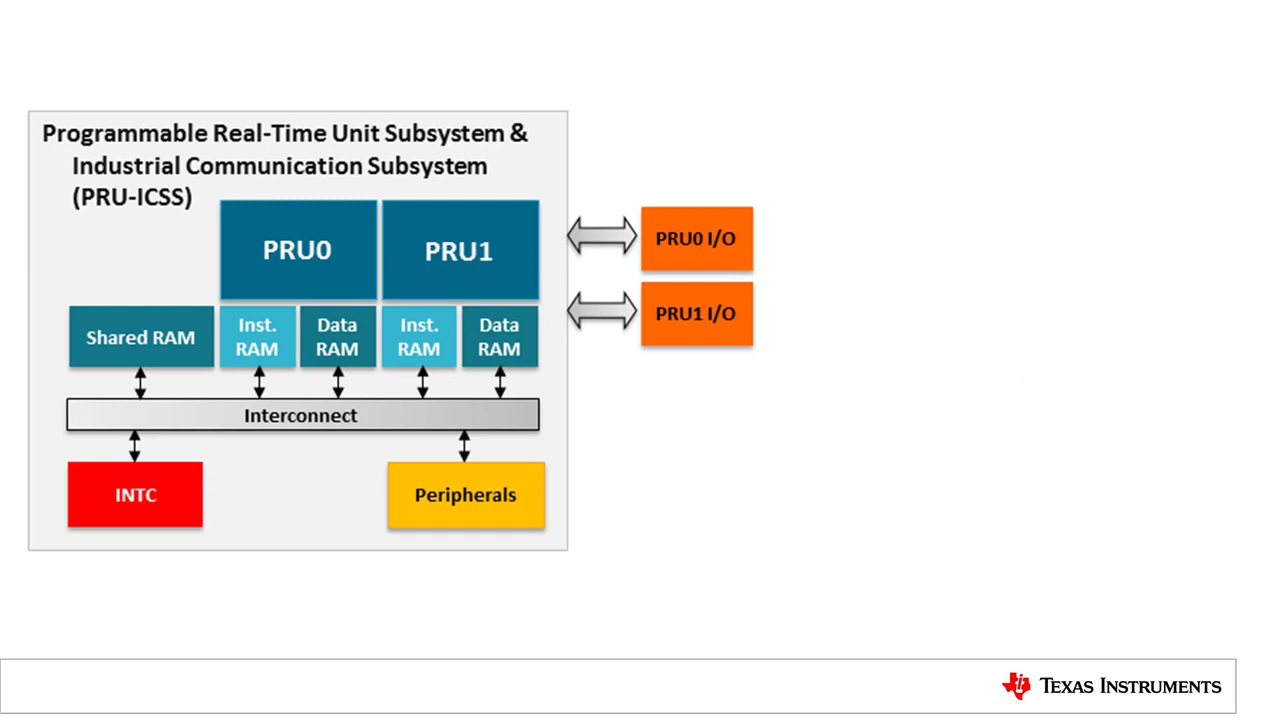 Programmable Real-Time Unit Subsystem &
Industrial Communication Subsystem
(PRU-ICSS)
PRU0
PRU1
PRU0 I/O
PRU1 I/O
Shared RAM
Inst.
RAM
Data
RAM
Inst.
RAM
Data
RAM
Interconnect
INTC
Peripherals
TEXAS INSTRUMENTS